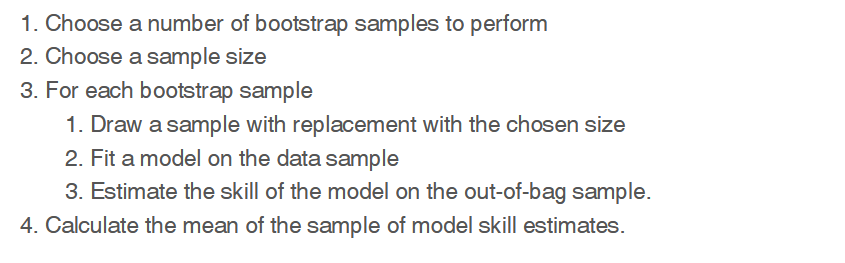 1. Choose a number of bootstrap samples to perform
2. Choose a sample size
3. For each bootstrap sample
1. Draw a sample with replacement with the chosen size
2. Fit a model on the data sample
3. Estimate the skill of the model on the out-of-bag sample.
4. Calculate the mean of the sample of model skill estimates.